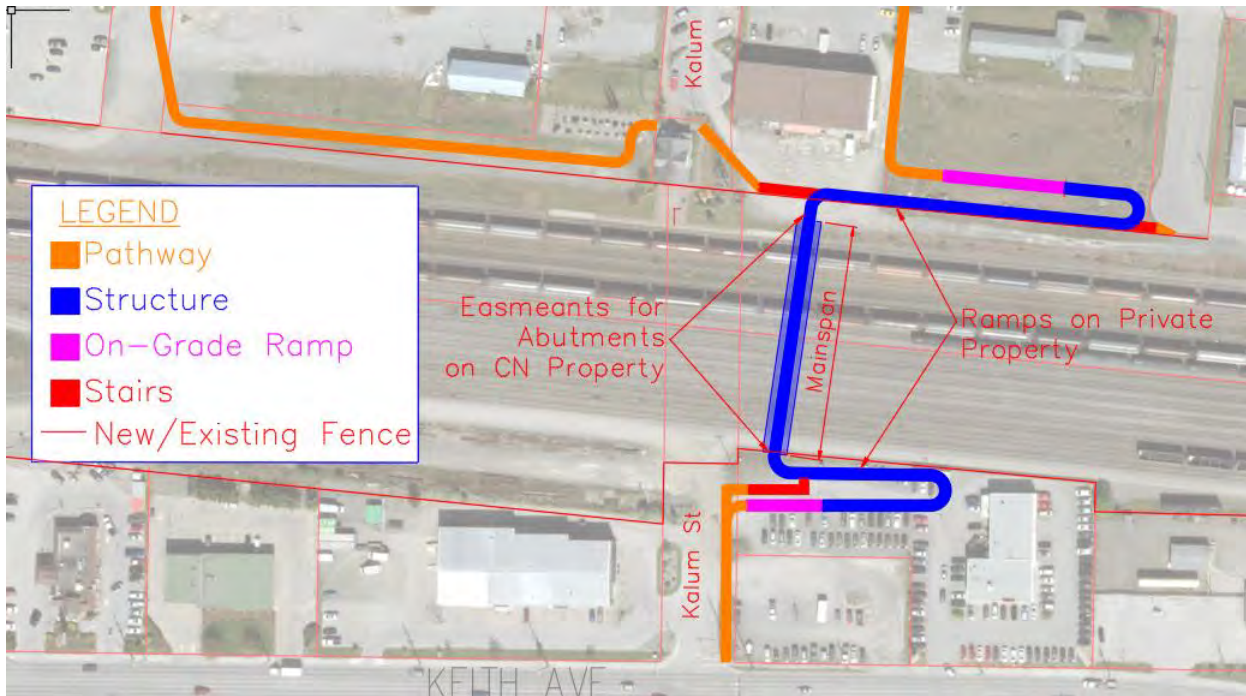 Kalum
LEGEND
Pathway
Structure
On-Grade Ramp
Stairs
New/Existing Fence
Easmeants for
Abutments
on CN Property
Mainspan
Ramps on Private
Property
Kalum St
KEITH AVE